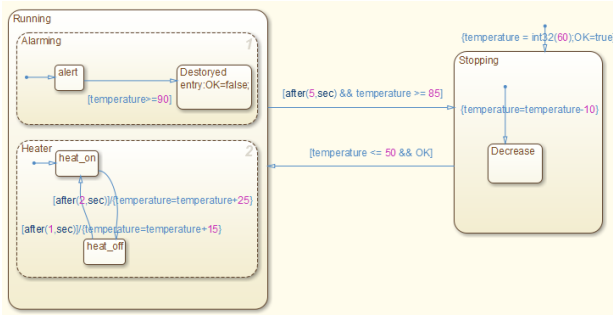 Running
Alarming
1
alert
Destoryed
entry:OK=false;
[temperature>=90]
Heater
2
heat_on
[after(2,sec)]/{temperature=temperature+25}
[after(1,sec)]/{temperature=temperature+15}
heat_off
[after(5,sec) && temperature >= 85]
[temperature <= 50 && OK]
{temperature = int32(60);OK=true}
Stopping
{temperature=temperature-10}
Decrease